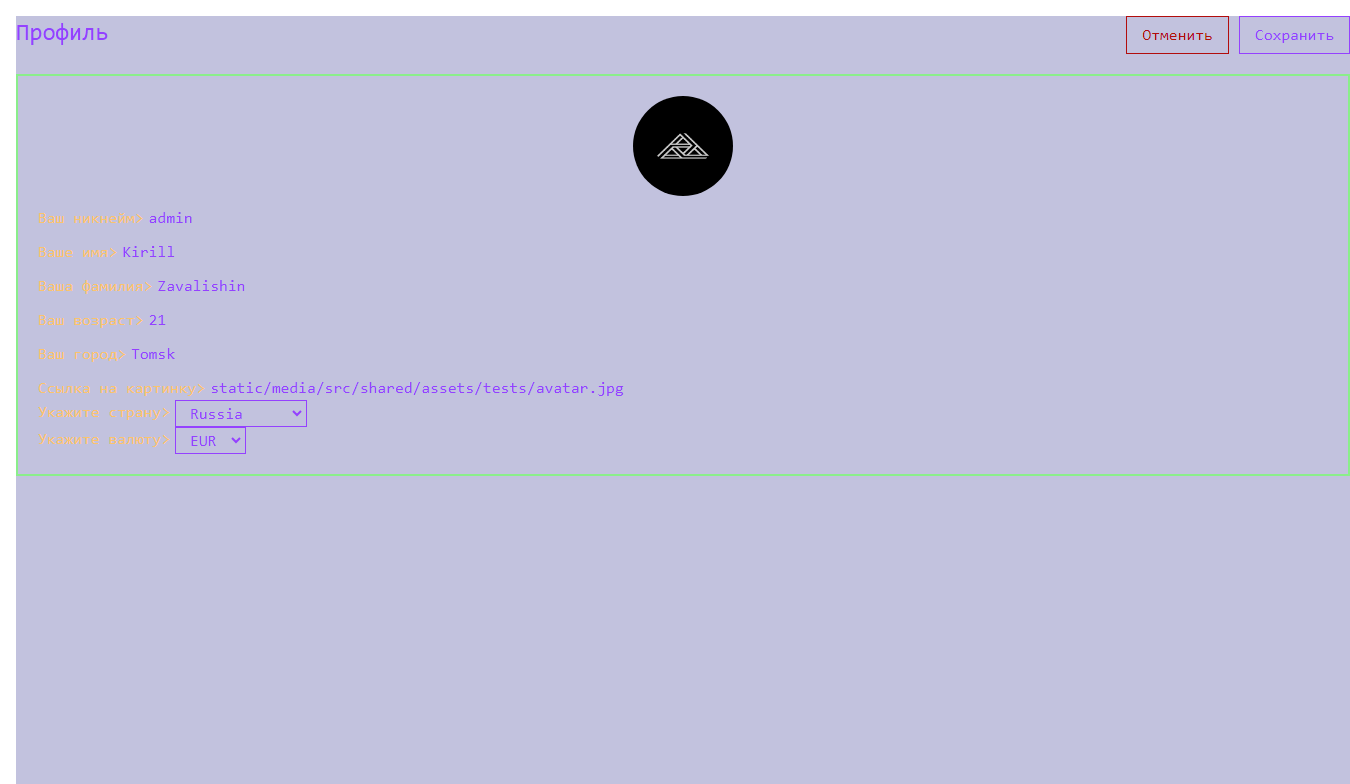 Профиль
Отменить
Сохранить
Ваш никнейм> admin
Ваше имя> Kirill
Ваша фамилия> Zavalishin
Ваш возраст> 21
Ваш город> Tomsk
Ссылка на картинку> static/media/src/shared/assets/tests/avatar.jpg
Укажите страну> Russia
Укажите валюту> EUR